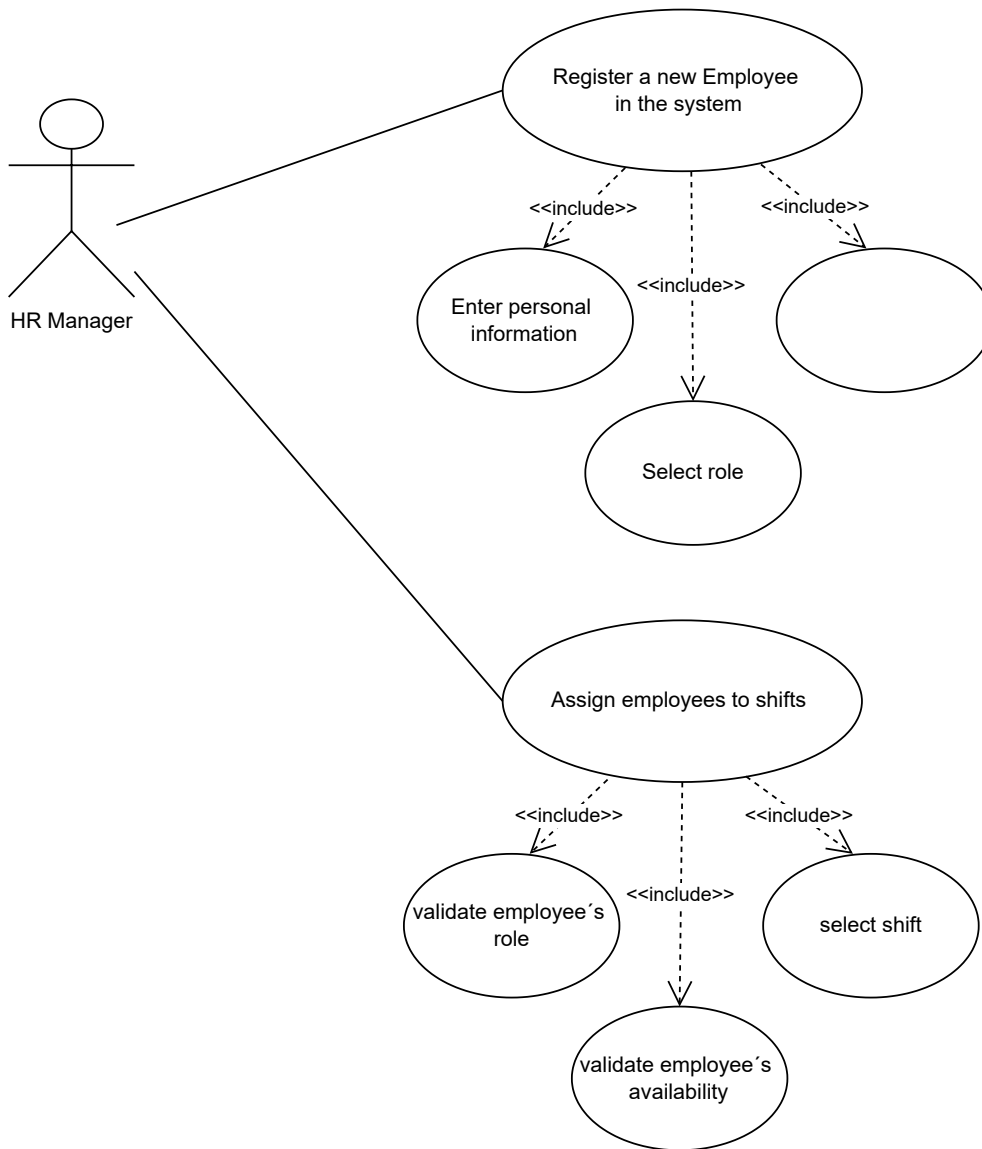 Register a new Employee
in the system
<<include>>
<<include>>
<<include>>
HR Manager
Enter personal
information
Select role
Assign employees to shifts
<<include>>
<<include>>
<<include>>
validate employee´s
role
select shift
validate employee´s
availability